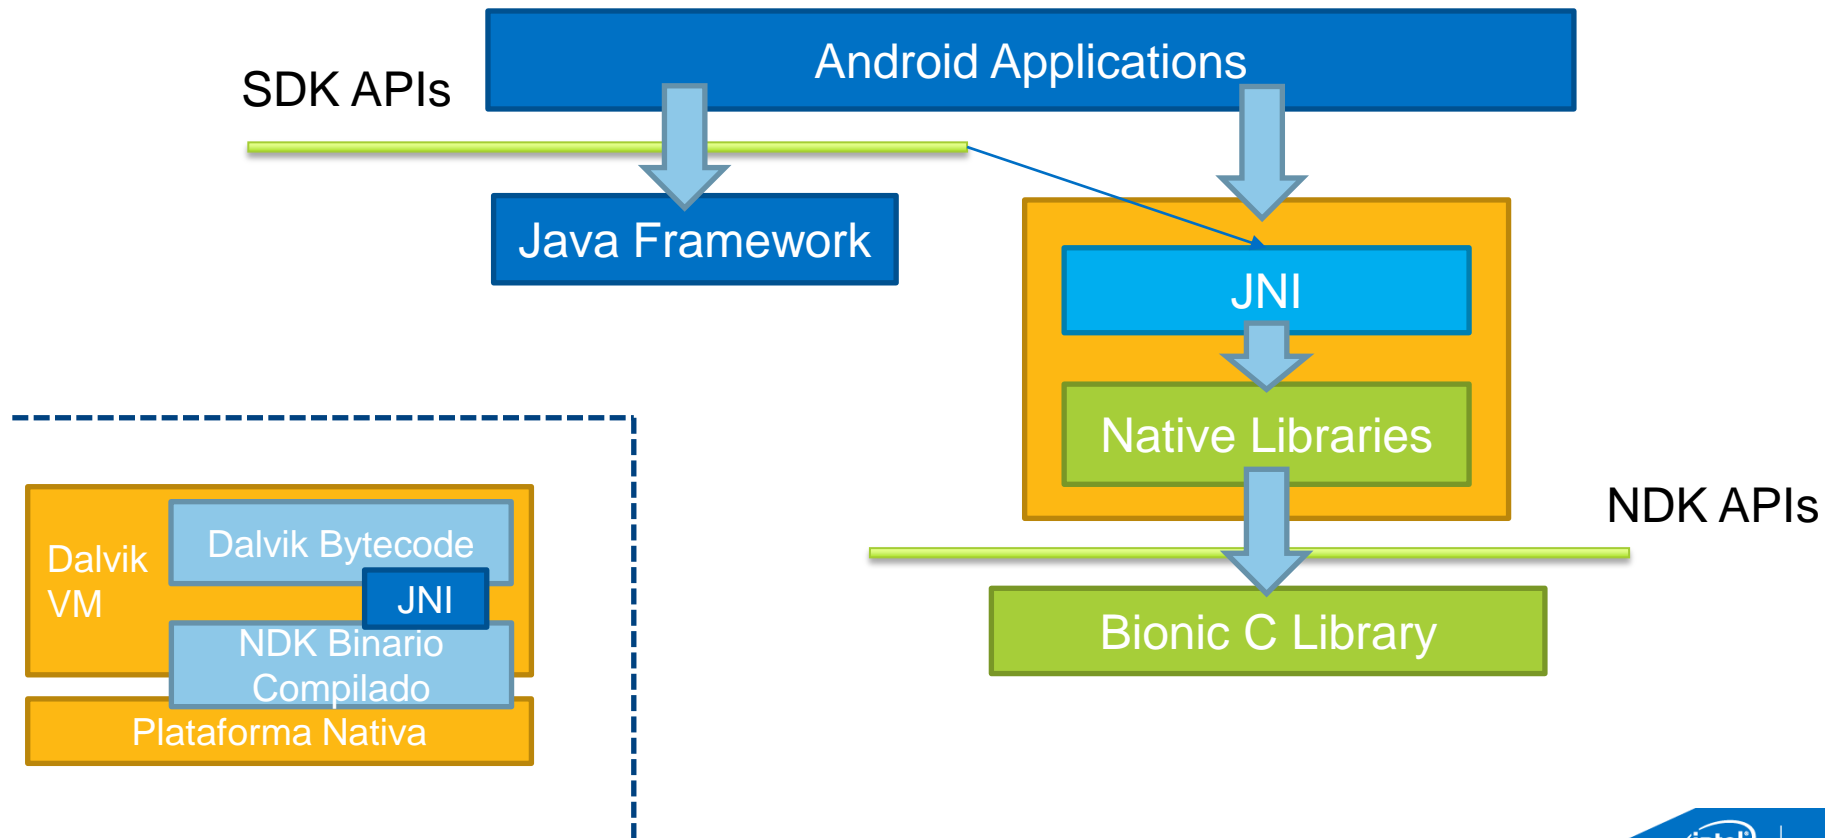 Android Applications
SDK APIs
Java Framework
JNI
Native Libraries
NDK APIs
Bionic C Library
Dalvik
VM
Dalvik Bytecode
JNI
NDK Binario
Compilado
Plataforma Nativa